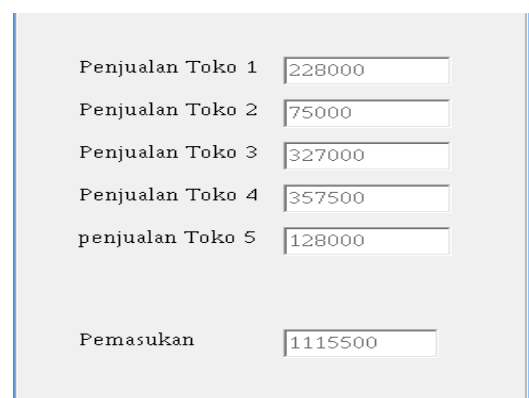 Penjualan Toko 1 228000
Penjualan Toko 2 75000
Penjualan Toko 3 327000
Penjualan Toko 4 357500
penjualan Toko 5 128000
Pemasukan 1115500